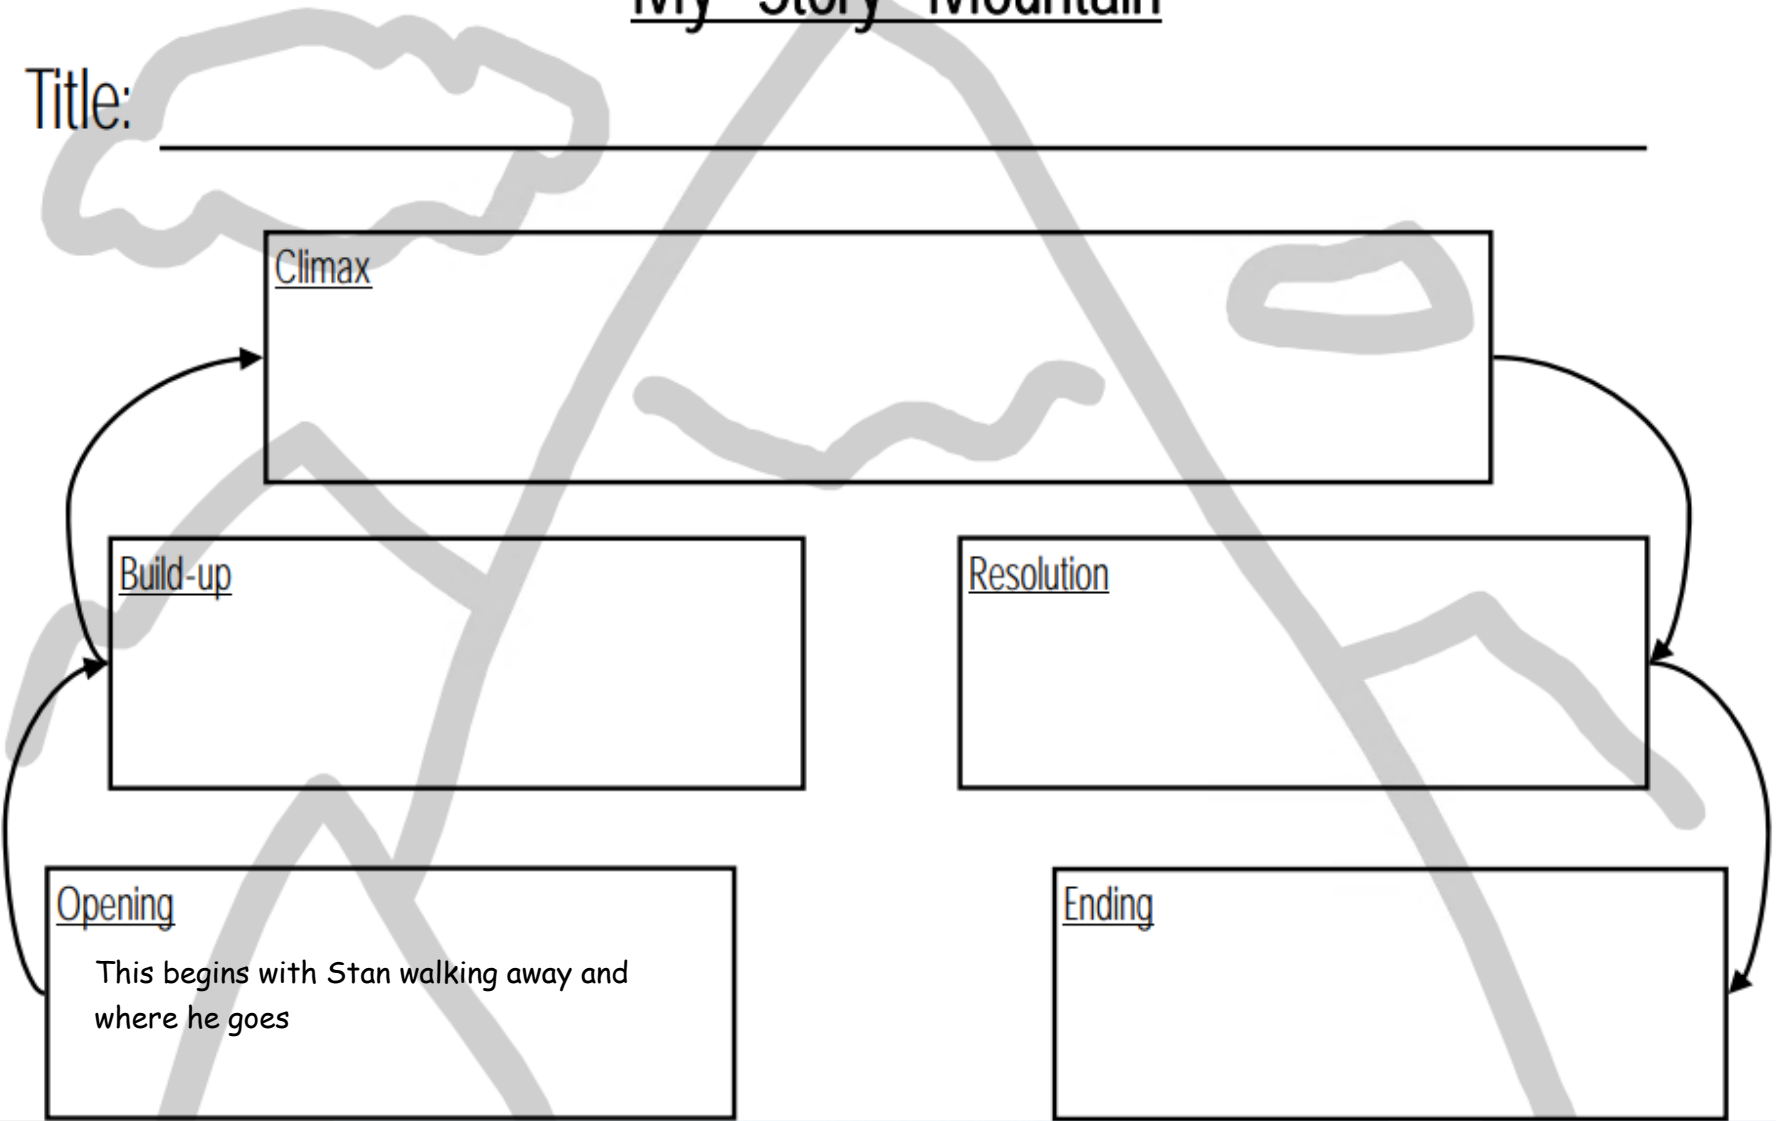 My Story Mountain
Title:
Climax
Build-up
Resolution
Opening
This begins with Stan walking away and
where he goes
Ending